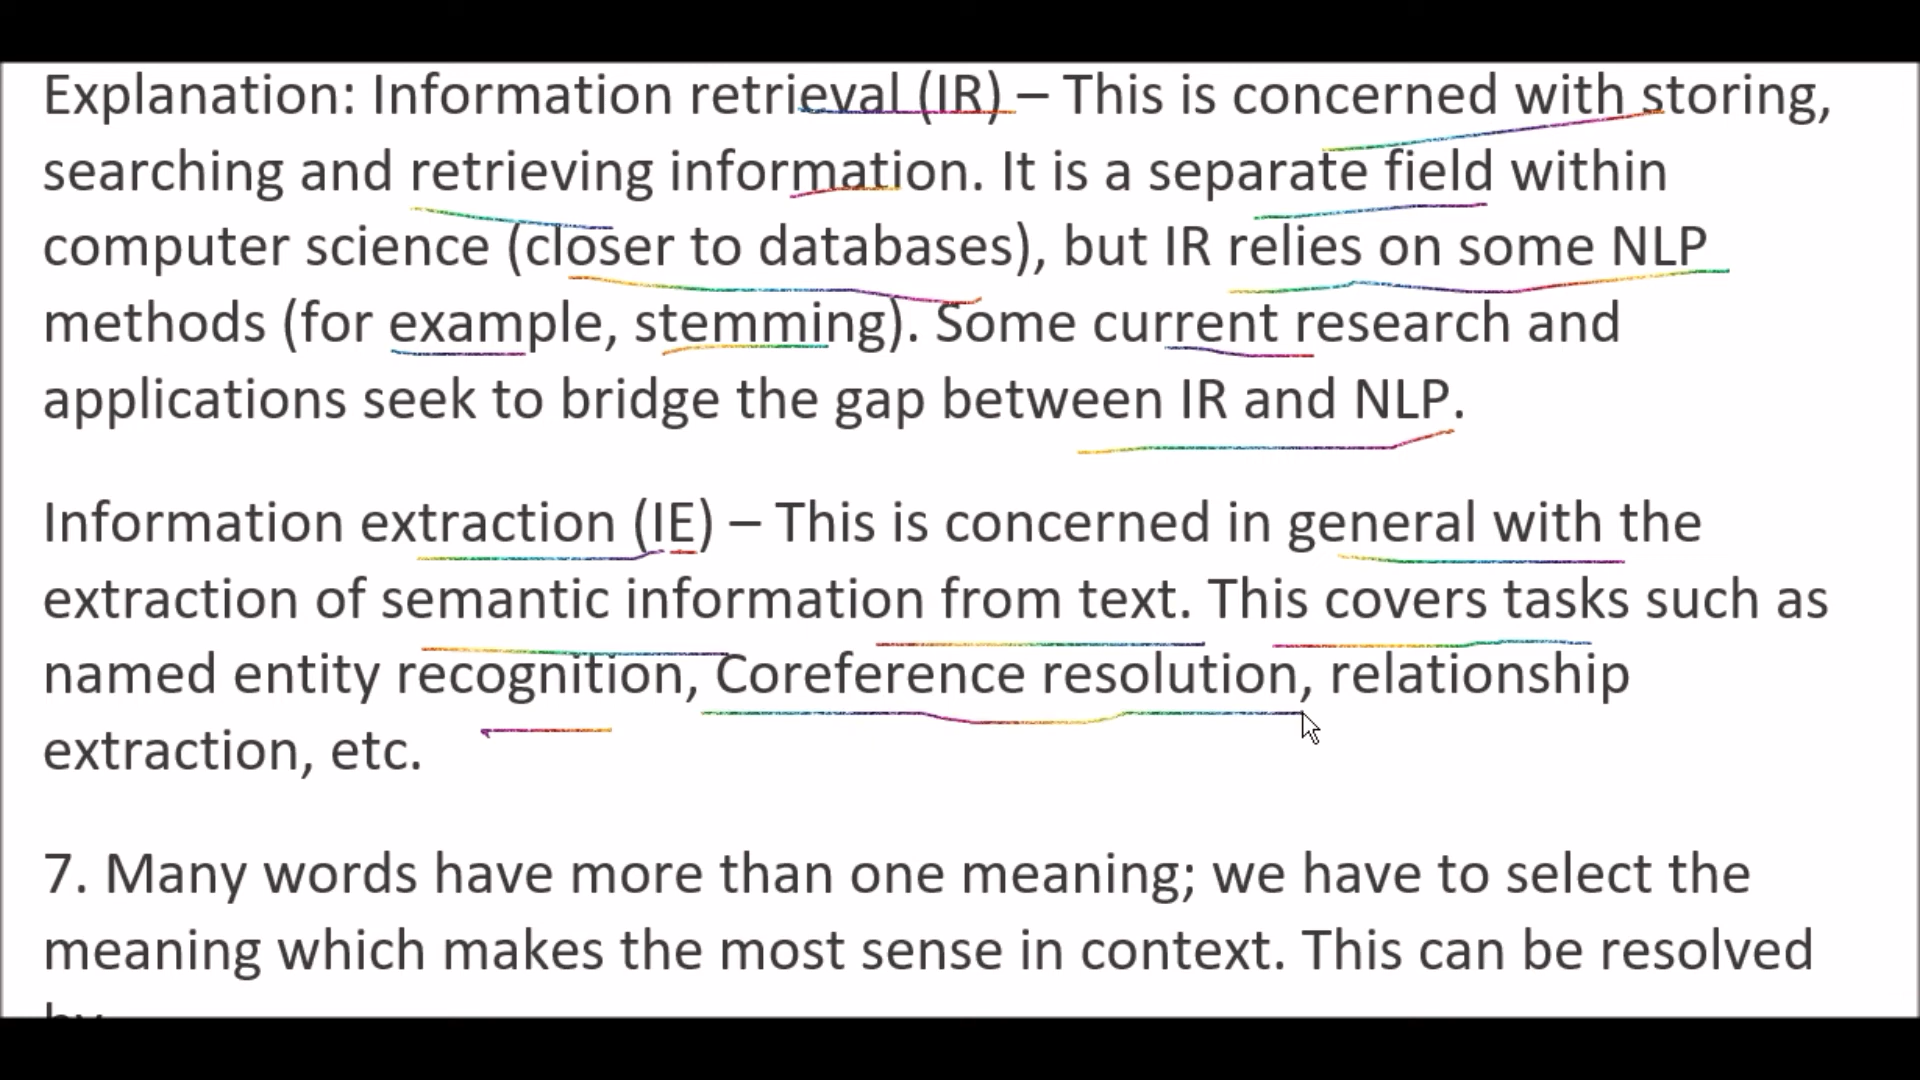 Explanation: Information retrieval (IR) – This is concerned with storing,
searching and retrieving information. It is a separate field within
computer science (closer to databases), but IR relies on some NLP
methods (for example, stemming). Some current research and
applications seek to bridge the gap between IR and NLP.
Information extraction (IE) – This is concerned in general with the
extraction of semantic information from text. This covers tasks such as
named entity recognition, Coreference resolution, relationship
extraction, etc.
7. Many words have more than one meaning; we have to select the
meaning which makes the most sense in context. This can be resolved
by